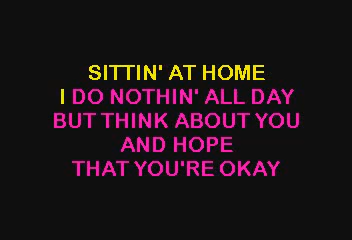 SITTIN' AT HOME
I DO NOTHIN' ALL DAY
BUT THINK ABOUT YOU
AND HOPE
THAT YOU'RE OKAY